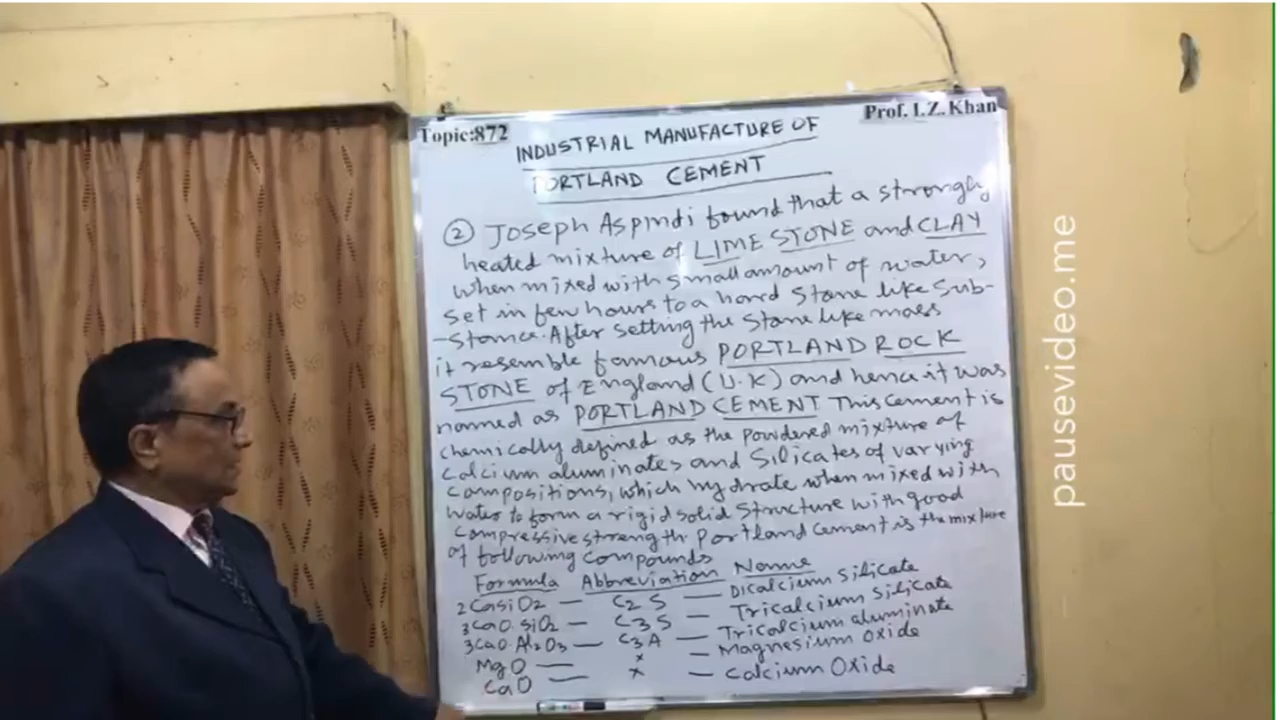 Topic:872
Prof. I.Z. Khan
INDUSTRIAL MANUFACTURE OF
PORTLAND CEMENT
② Joseph Aspindi found that a strongly
heated mixture of LIME STONE and CLAY
when mixed with small amount of water,
set in few hours to a hard Stone like Sub-
-stance. After setting the stone like mass
it resemble famous PORTLAND ROCK
STONE of England (U.K) and hence it was
named as PORTLAND CEMENT This cement is
chemically defined as the powdered mixture of
Calcium aluminates and Silicates of varying
compositions, which hydrate when mixed with
water to form a rigid solid structure with good
compressive strength Portland cement is the mixture
of following compounds
Formula Abbreviation Name
2CaSiO2 — C2S — Dicalcium Silicate
3CaO.SiO2 — C3S — Tricalcium Silicate
3CaO.Al2O3 — C3A — Tricalcium aluminate
MgO — x — Magnesium Oxide
CaO — x — Calcium Oxide
pausevideo.me